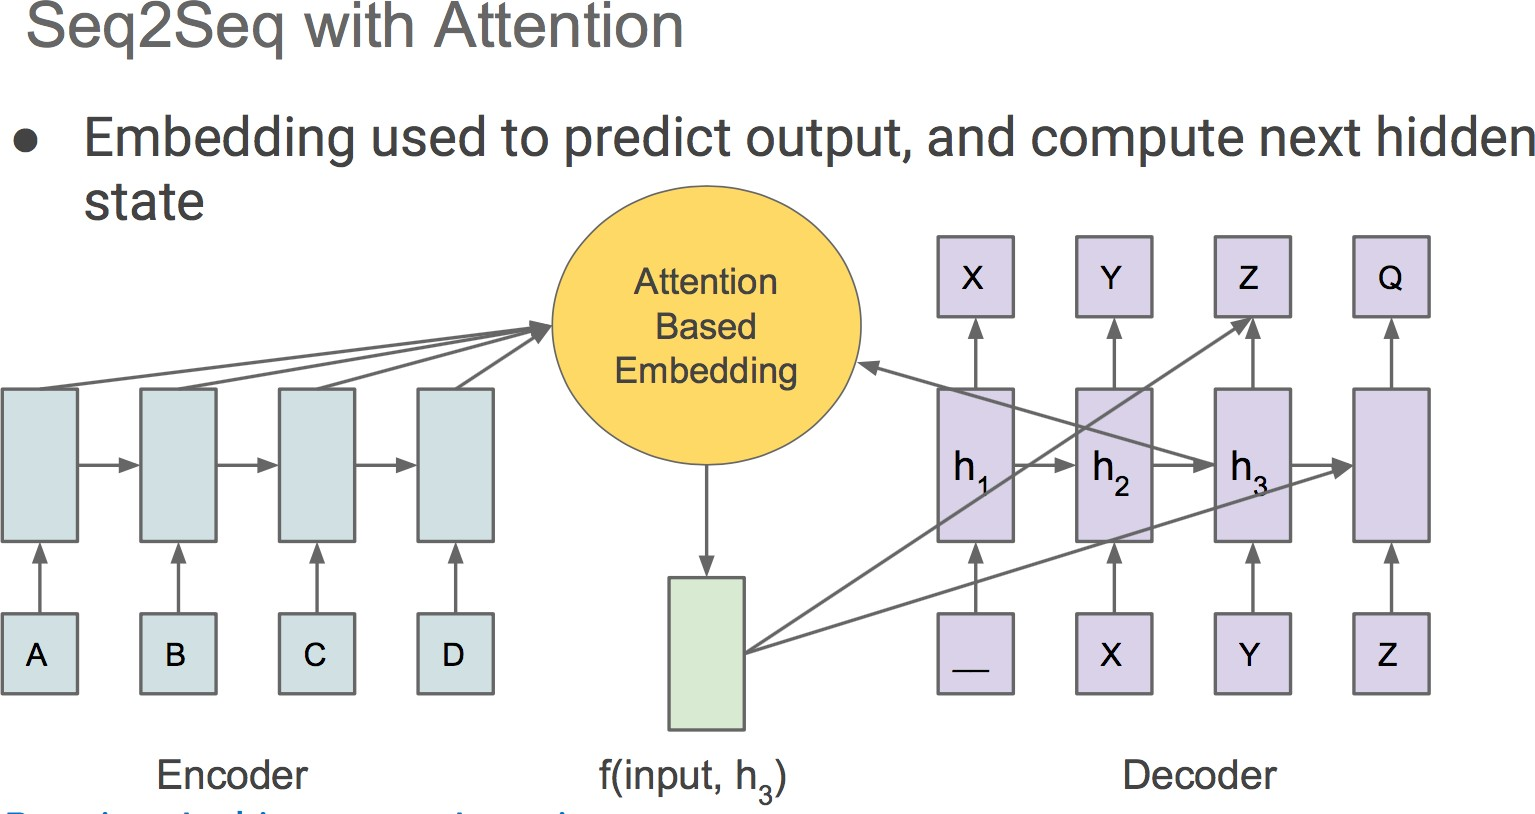 Seq2Seq with Attention
● Embedding used to predict output, and compute next hidden
state
Attention
Based
Embedding
X Y Z Q
h1 h2 h3
A B C D
__ X Y Z
Encoder f(input, h3) Decoder